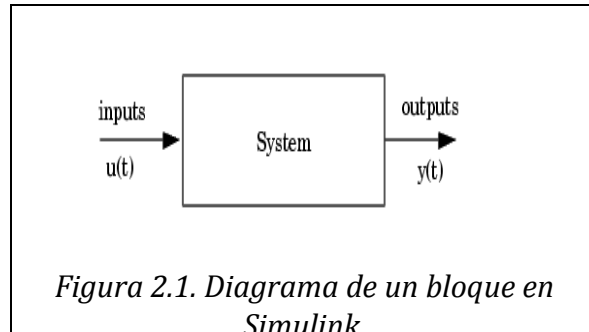 inputs
u(t)
System
outputs
y(t)
Figura 2.1. Diagrama de un bloque en
Simulink